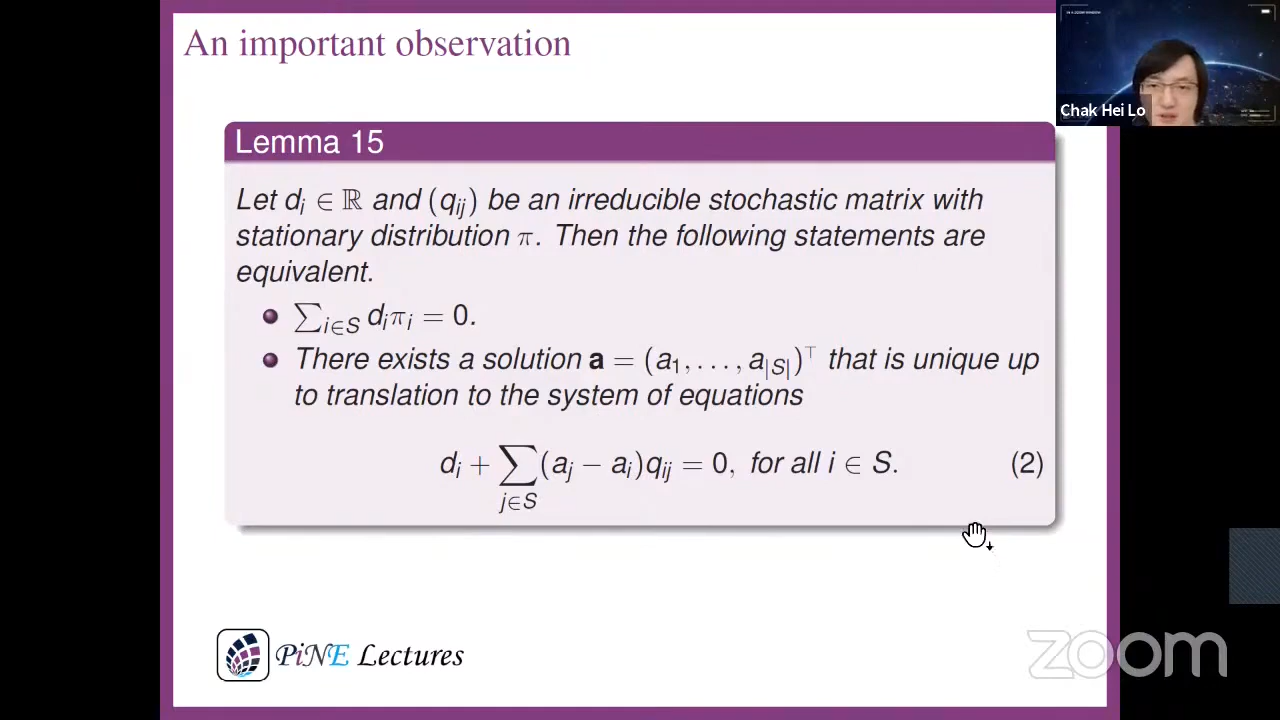 An important observation
Chak Hei Lo
Lemma 15
Let dᵢ ∈ ℝ and (qᵢⱼ) be an irreducible stochastic matrix with
stationary distribution π. Then the following statements are
equivalent.
∑_{i∈S} dᵢπᵢ = 0.
There exists a solution a = (a₁, . . . , a_{|S|})^⊤ that is unique up
to translation to the system of equations
dᵢ + ∑_{j∈S} (aⱼ − aᵢ)qᵢⱼ = 0, for all i ∈ S. (2)
PiNE Lectures
zoom